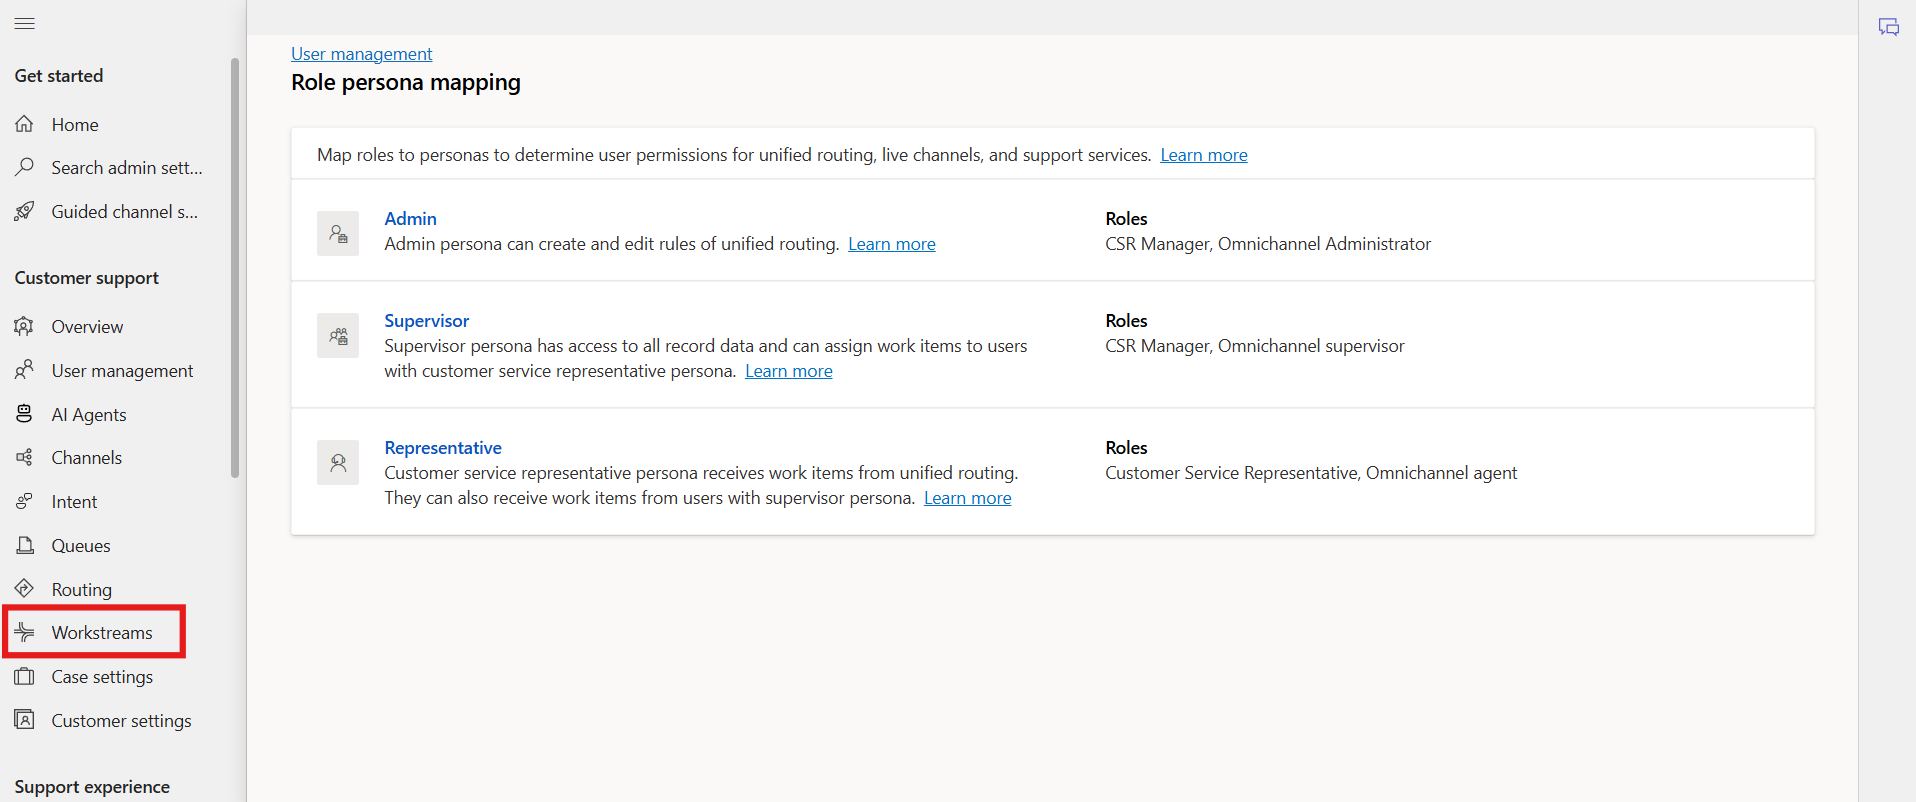 Get started
Home
Search admin sett...
Guided channel s...
Customer support
Overview
User management
AI Agents
Channels
Intent
Queues
Routing
Workstreams
Case settings
Customer settings
Support experience
User management
Role persona mapping
Map roles to personas to determine user permissions for unified routing, live channels, and support services. Learn more
Admin
Admin persona can create and edit rules of unified routing. Learn more
Roles
CSR Manager, Omnichannel Administrator
Supervisor
Supervisor persona has access to all record data and can assign work items to users
with customer service representative persona. Learn more
Roles
CSR Manager, Omnichannel supervisor
Representative
Customer service representative persona receives work items from unified routing.
They can also receive work items from users with supervisor persona. Learn more
Roles
Customer Service Representative, Omnichannel agent